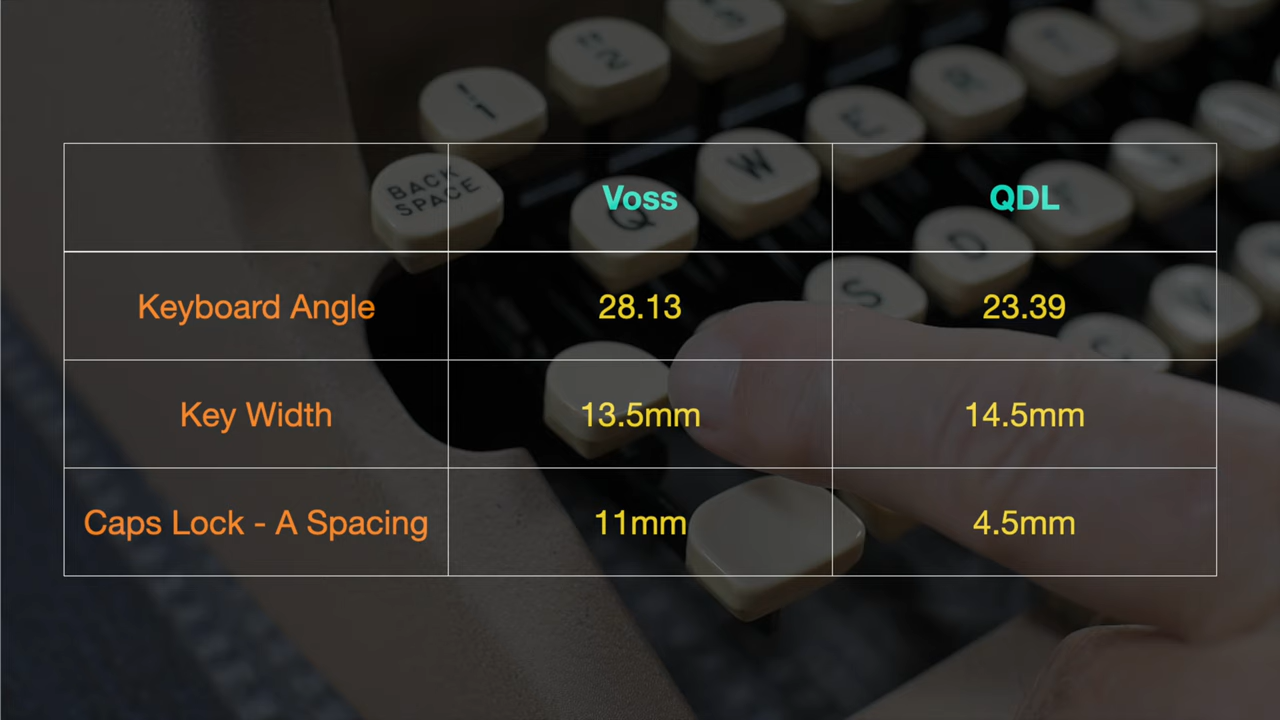 Voss QDL
Keyboard Angle 28.13 23.39
Key Width 13.5mm 14.5mm
Caps Lock - A Spacing 11mm 4.5mm
BACK
SPACE
Q
W
E
R
S
D
2